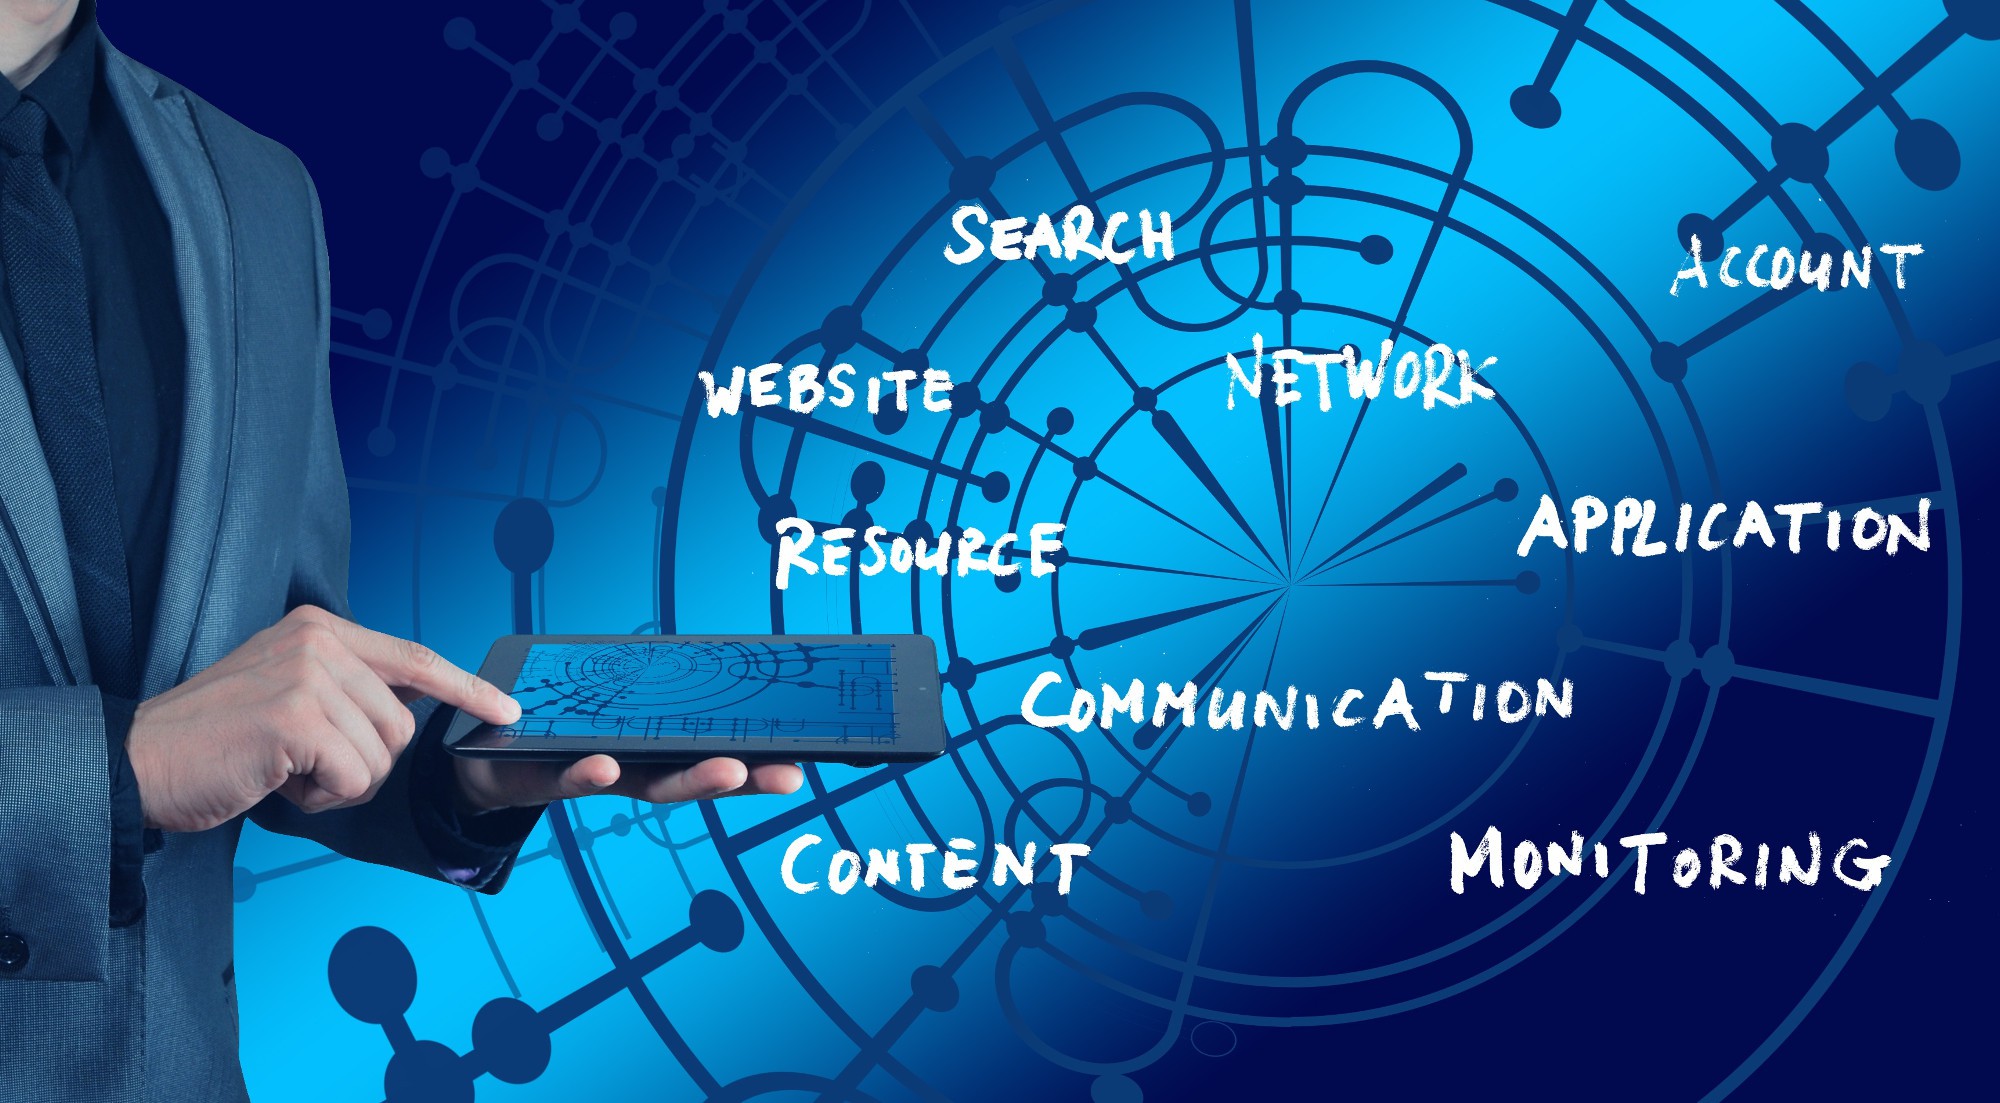 SEARCH
ACCOUNT
WEBSITE
NETWORK
RESOURCE
APPLICATION
COMMUNICATION
CONTENT
MONITORING